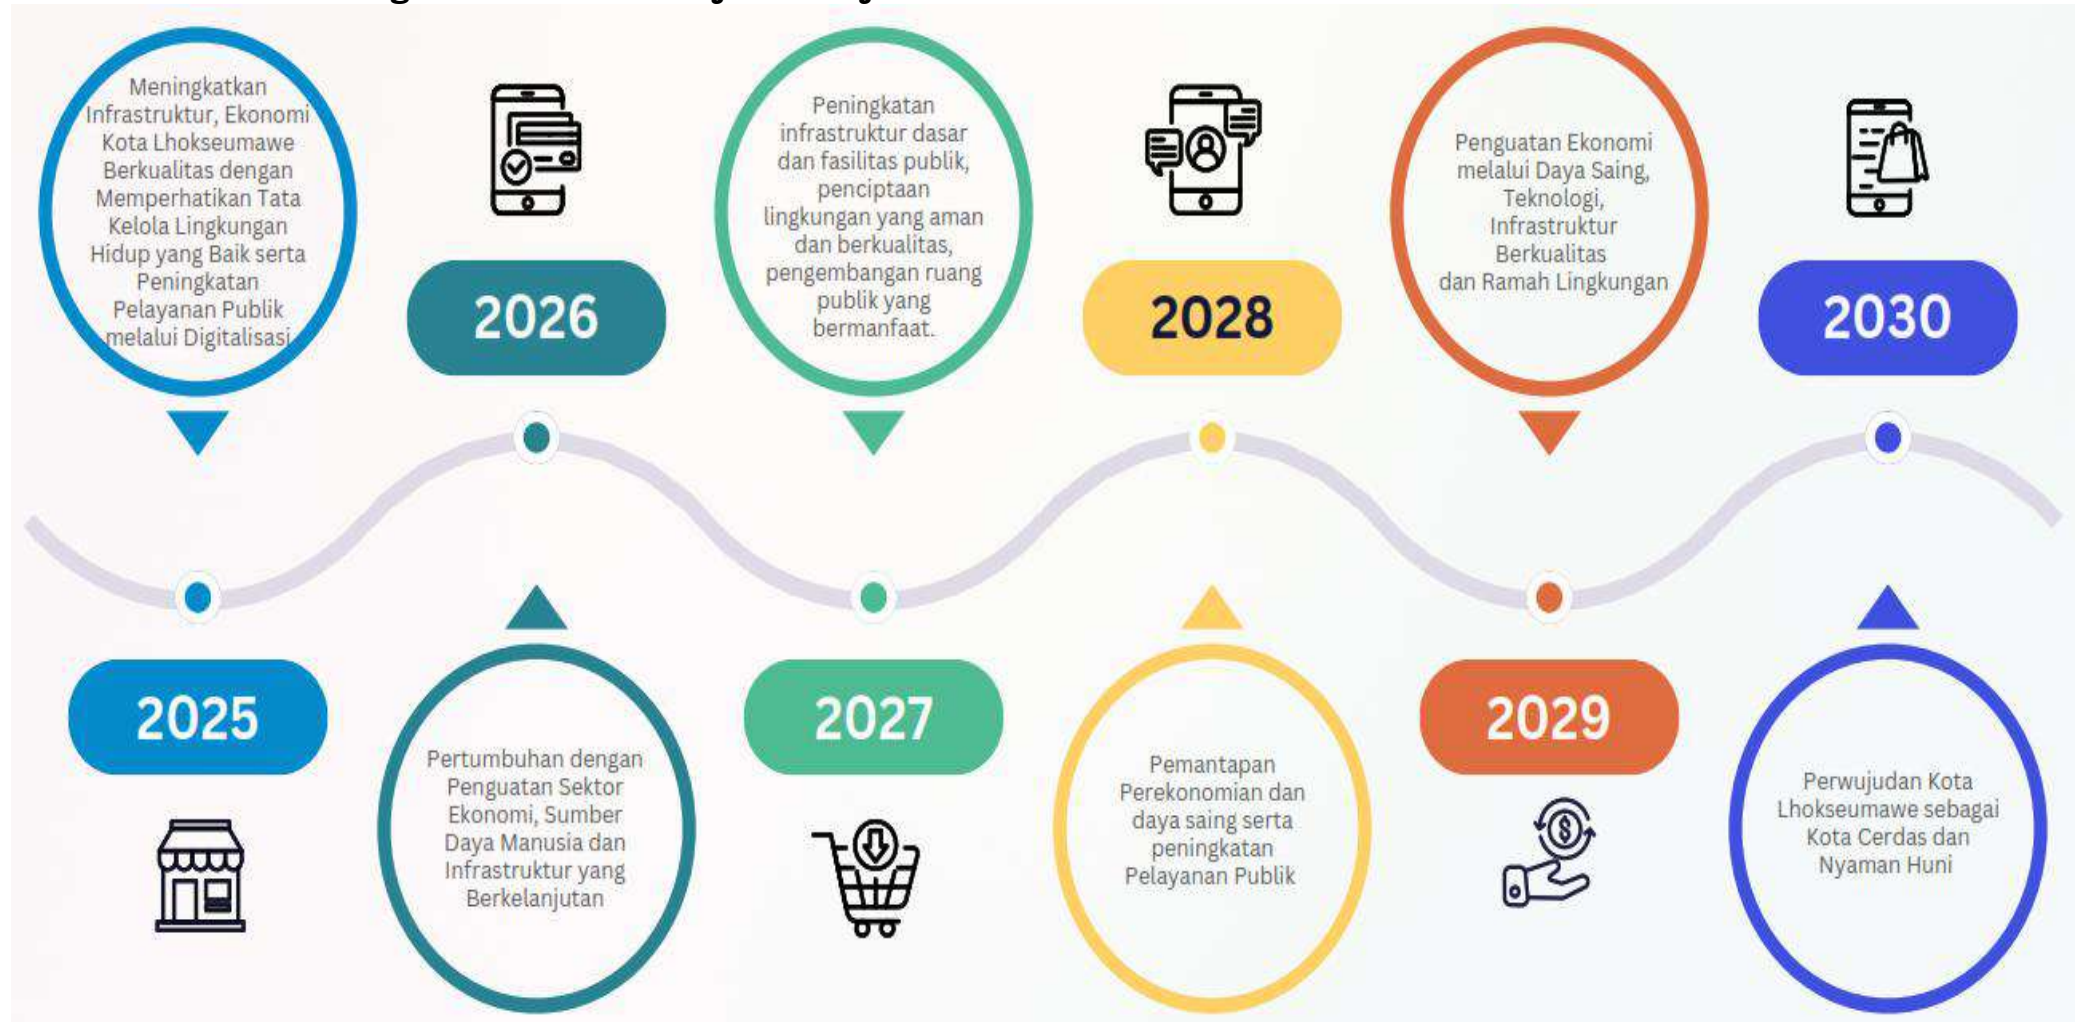 Meningkatkan
Infrastruktur, Ekonomi
Kota Lhokseumawe
Berkualitas dengan
Memperhatikan Tata
Kelola Lingkungan
Hidup yang Baik serta
Peningkatan
Pelayanan Publik
melalui Digitalisasi
2025
2026
Pertumbuhan dengan
Penguatan Sektor
Ekonomi, Sumber
Daya Manusia dan
Infrastruktur yang
Berkelanjutan
Peningkatan
infrastruktur dasar
dan fasilitas publik,
penciptaan
lingkungan yang aman
dan berkualitas,
pengembangan ruang
publik yang
bermanfaat.
2027
2028
Pemantapan
Perekonomian dan
daya saing serta
peningkatan
Pelayanan Publik
Penguatan Ekonomi
melalui Daya Saing,
Teknologi,
Infrastruktur
Berkualitas
dan Ramah Lingkungan
2029
2030
Perwujudan Kota
Lhokseumawe sebagai
Kota Cerdas dan
Nyaman Huni